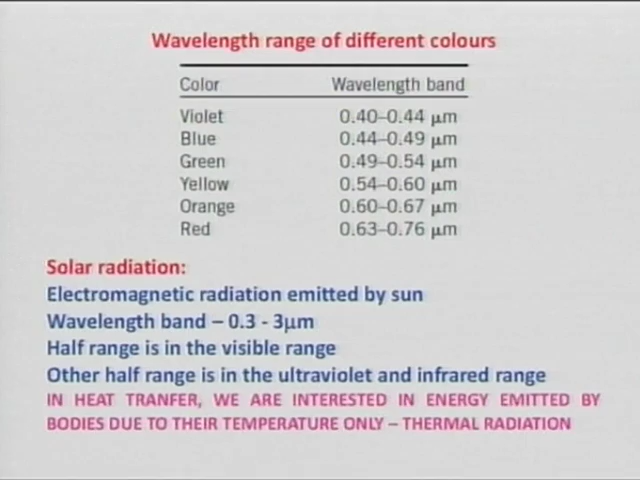 Wavelength range of different colours
Color Wavelength band
Violet 0.40–0.44 μm
Blue 0.44–0.49 μm
Green 0.49–0.54 μm
Yellow 0.54–0.60 μm
Orange 0.60–0.67 μm
Red 0.63–0.76 μm
Solar radiation:
Electromagnetic radiation emitted by sun
Wavelength band – 0.3 - 3μm
Half range is in the visible range
Other half range is in the ultraviolet and infrared range
IN HEAT TRANFER, WE ARE INTERESTED IN ENERGY EMITTED BY
BODIES DUE TO THEIR TEMPERATURE ONLY – THERMAL RADIATION